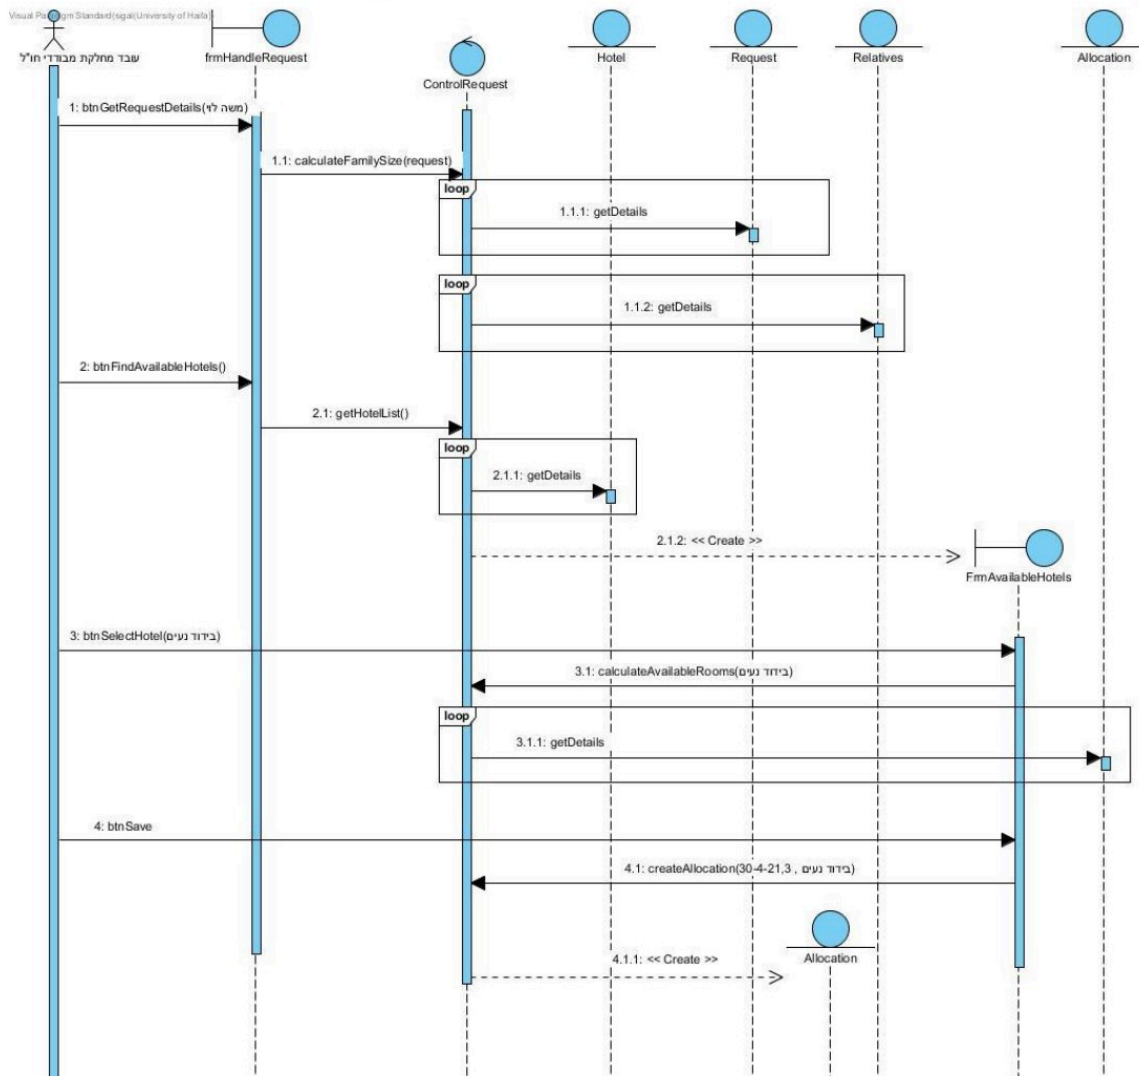 Visual Paradigm Standard(sigal(University of Haifa))
עובד מחלקת מבודדי חו"ל
frmHandleRequest
ControlRequest
Hotel
Request
Relatives
Allocation
1: btnGetRequestDetails(משה לוי)
1.1: calculateFamilySize(request)
loop
1.1.1: getDetails
loop
1.1.2: getDetails
2: btnFindAvailableHotels()
2.1: getHotelList()
loop
2.1.1: getDetails
2.1.2: << Create >>
FrmAvailableHotels
3: btnSelectHotel(בידוד נעים)
3.1: calculateAvailableRooms(בידוד נעים)
loop
3.1.1: getDetails
4: btnSave
4.1: createAllocation(30-4-21,3 , בידוד נעים)
4.1.1: << Create >>
Allocation